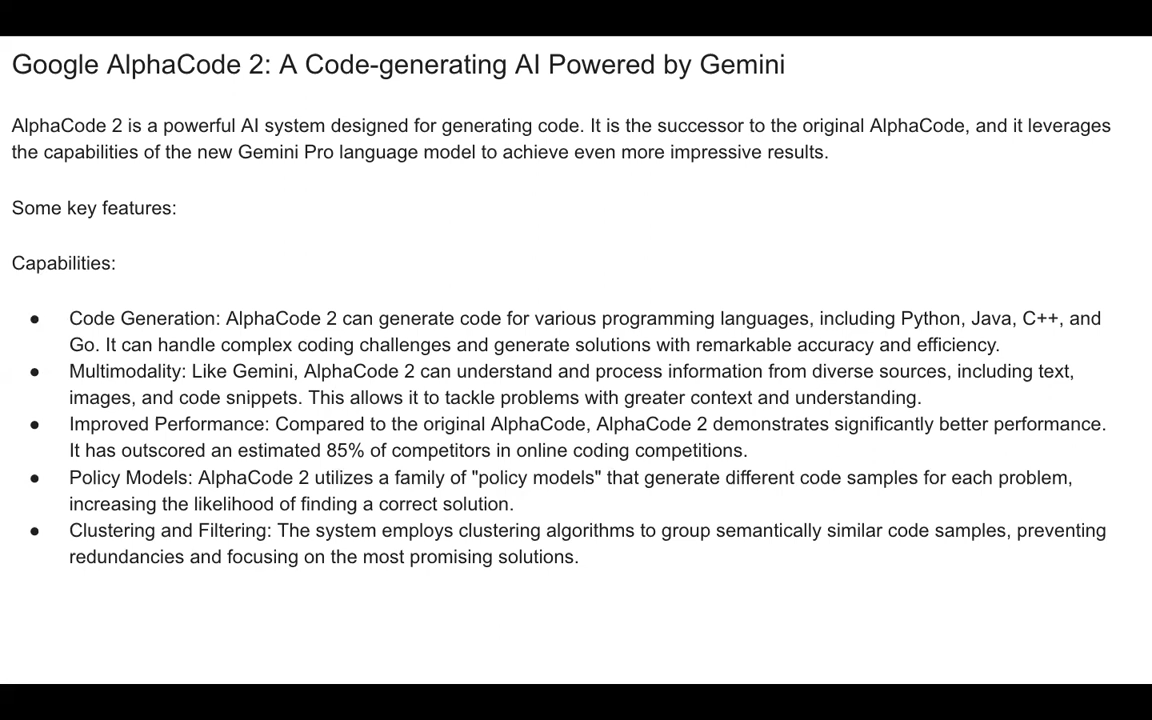 Google AlphaCode 2: A Code-generating AI Powered by Gemini
AlphaCode 2 is a powerful AI system designed for generating code. It is the successor to the original AlphaCode, and it leverages
the capabilities of the new Gemini Pro language model to achieve even more impressive results.
Some key features:
Capabilities:
● Code Generation: AlphaCode 2 can generate code for various programming languages, including Python, Java, C++, and
Go. It can handle complex coding challenges and generate solutions with remarkable accuracy and efficiency.
● Multimodality: Like Gemini, AlphaCode 2 can understand and process information from diverse sources, including text,
images, and code snippets. This allows it to tackle problems with greater context and understanding.
● Improved Performance: Compared to the original AlphaCode, AlphaCode 2 demonstrates significantly better performance.
It has outscored an estimated 85% of competitors in online coding competitions.
● Policy Models: AlphaCode 2 utilizes a family of "policy models" that generate different code samples for each problem,
increasing the likelihood of finding a correct solution.
● Clustering and Filtering: The system employs clustering algorithms to group semantically similar code samples, preventing
redundancies and focusing on the most promising solutions.